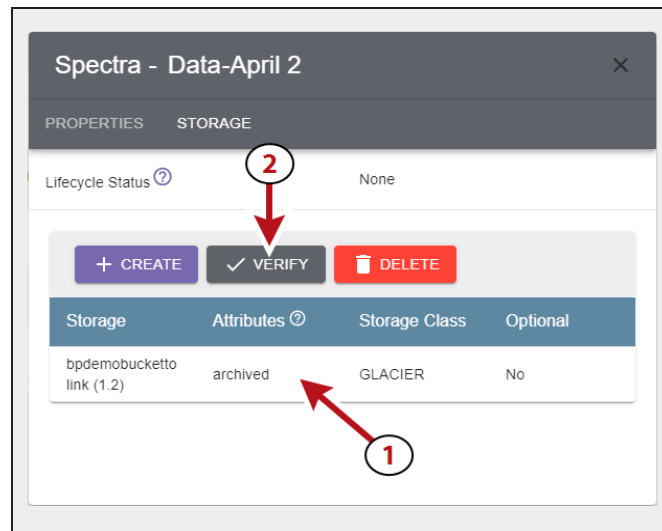 Spectra - Data-April 2
PROPERTIES STORAGE
2
Lifecycle Status ? None
+ CREATE ✓ VERIFY DELETE
Storage Attributes ? Storage Class Optional
bpdemobucketto
link (1.2) archived GLACIER No
1